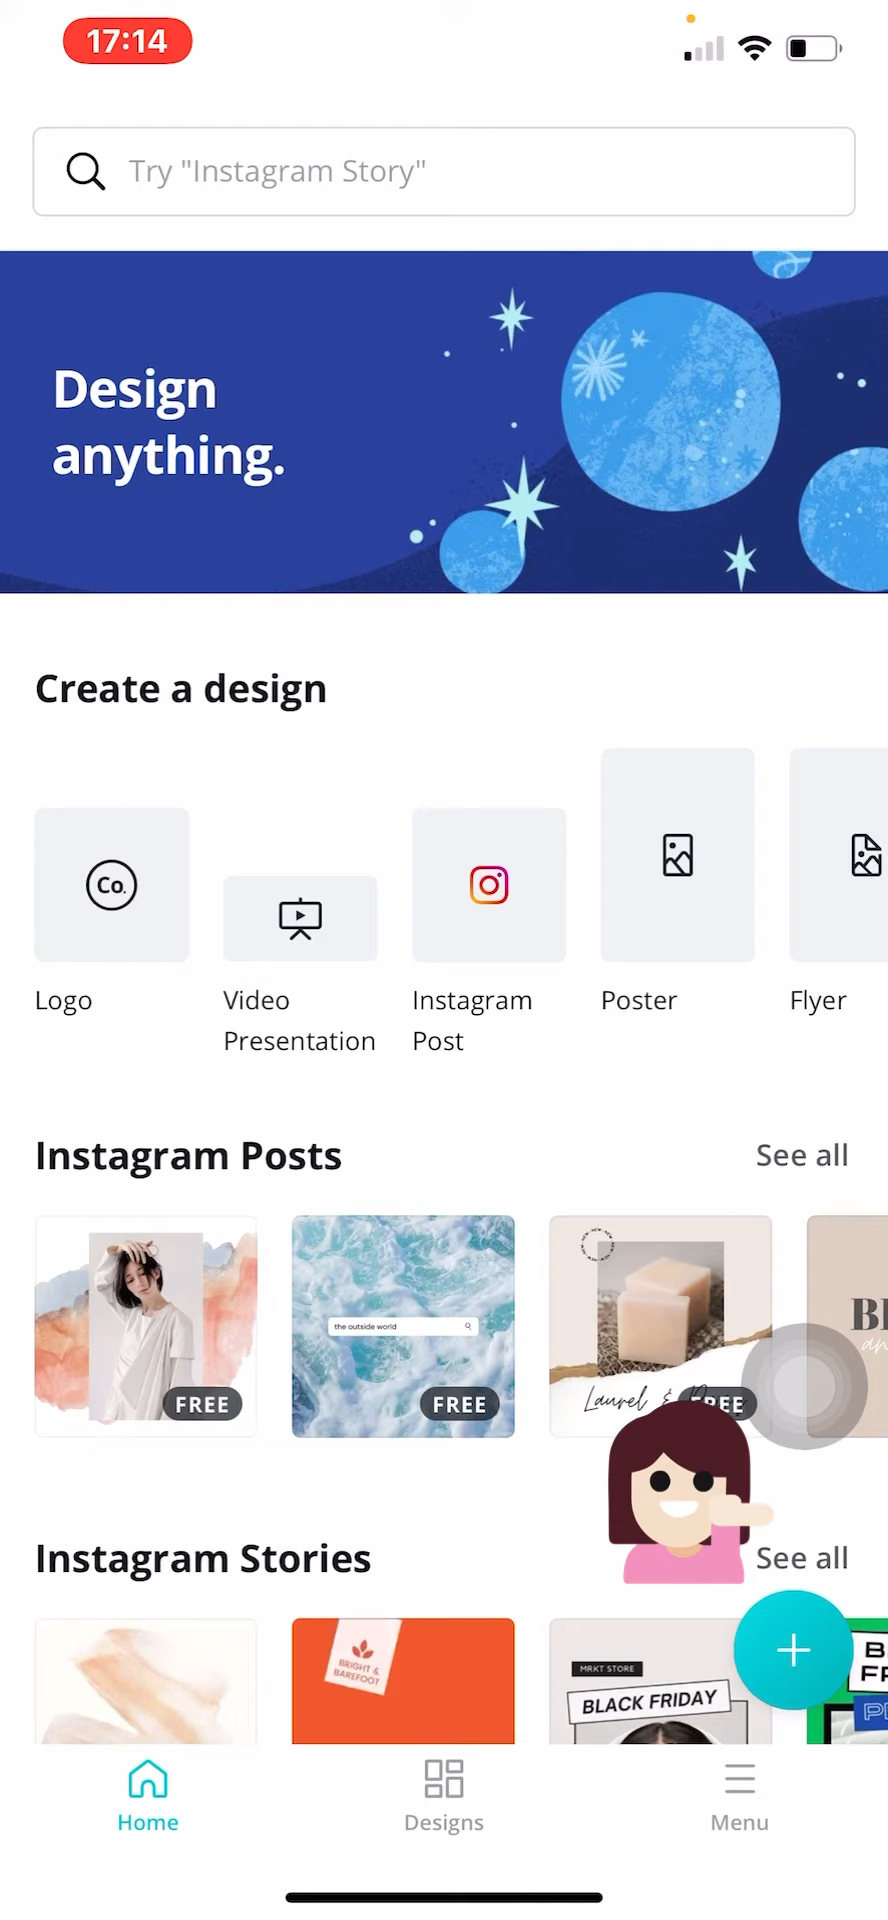 17:14
Try "Instagram Story"
Design
anything.
Create a design
Co.
Logo
Video
Presentation
Instagram
Post
Poster
Flyer
Instagram Posts
See all
the outside world
FREE
FREE
Laurel &
FREE
Instagram Stories
See all
BRIGHT &
BAREFOOT
MRKT STORE
BLACK FRIDAY
Home
Designs
Menu